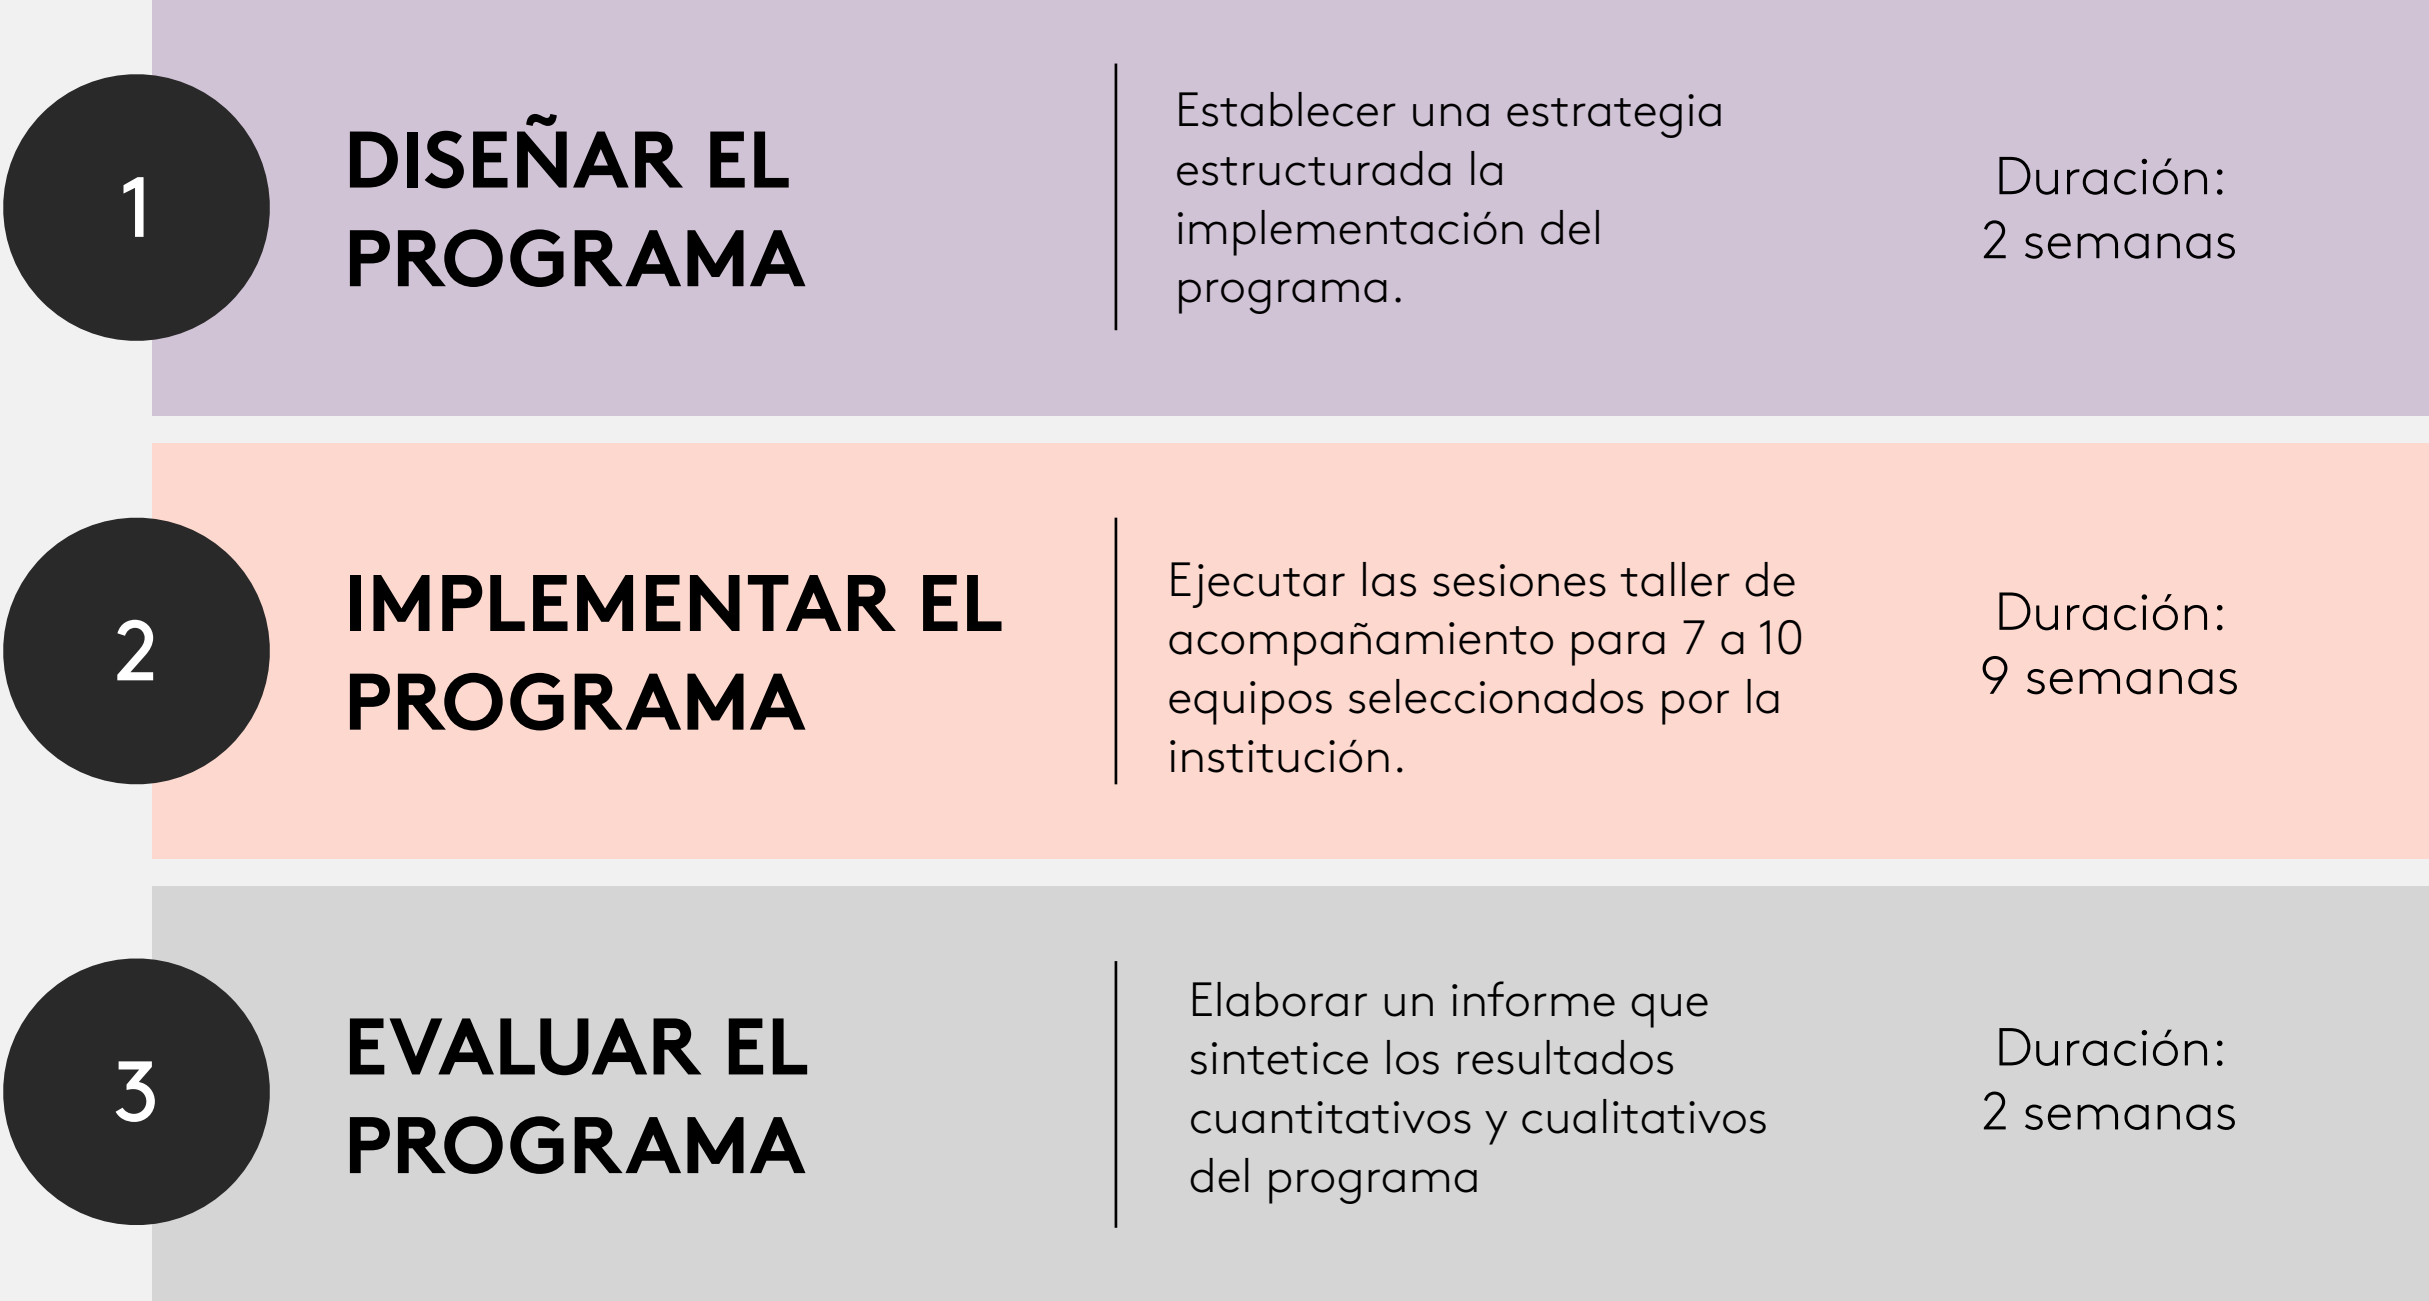 1
DISEÑAR EL
PROGRAMA
Establecer una estrategia
estructurada la
implementación del
programa.
Duración:
2 semanas
2
IMPLEMENTAR EL
PROGRAMA
Ejecutar las sesiones taller de
acompañamiento para 7 a 10
equipos seleccionados por la
institución.
Duración:
9 semanas
3
EVALUAR EL
PROGRAMA
Elaborar un informe que
sintetice los resultados
cuantitativos y cualitativos
del programa
Duración:
2 semanas